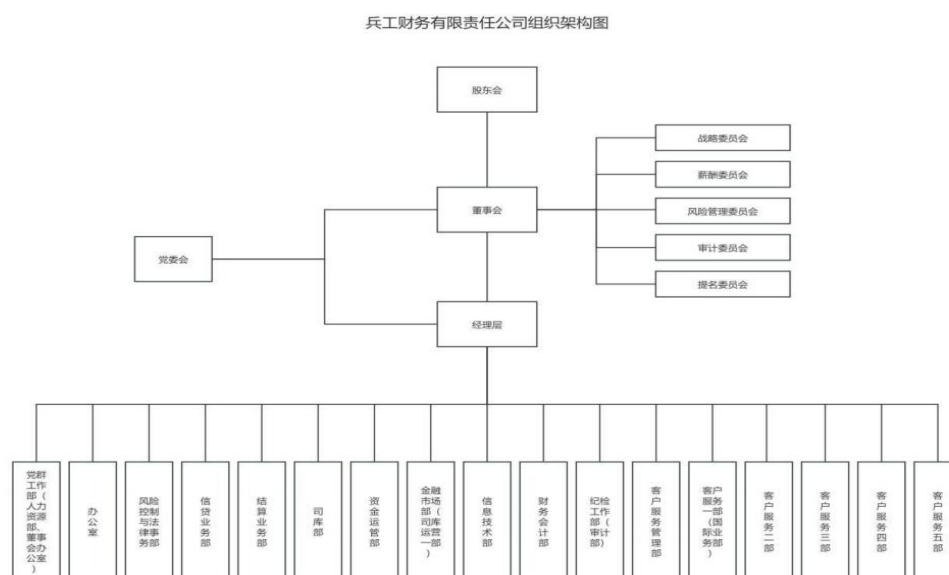 兵工财务有限责任公司组织架构图
股东会
战略委员会
薪酬委员会
董事会
风险管理委员会
党委会
审计委员会
提名委员会
经理层
党群工作部（人力资源部、董事会办公室）
办公室
风险控制与法律事务部
信贷业务部
结算业务部
司库部
资金运管部
金融市场部（司库运营一部）
信息技术部
财务会计部
纪检工作部（审计部）
客户服务管理部
客户服务一部（国际业务部）
客户服务二部
客户服务三部
客户服务四部
客户服务五部